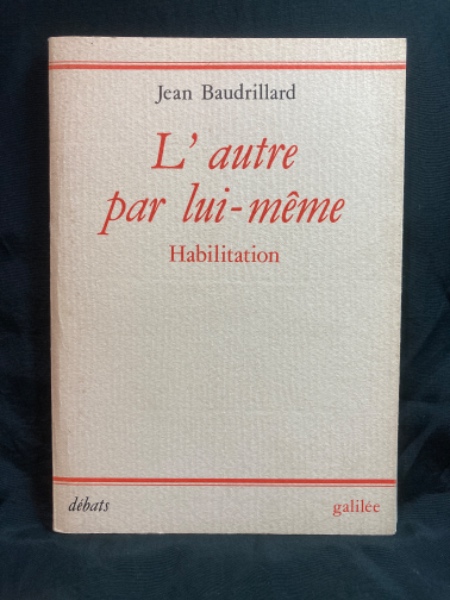 Jean Baudrillard
L'autre
par lui-même
Habilitation
débats
galilée